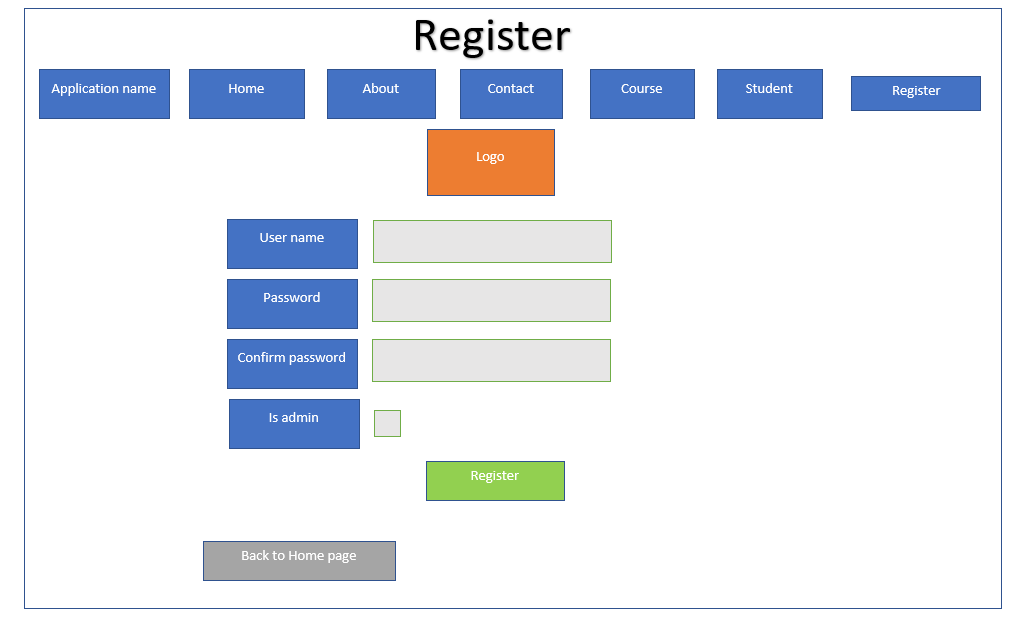 Register
Application name
Home
About
Contact
Course
Student
Register
Logo
User name
Password
Confirm password
Is admin
Register
Back to Home page